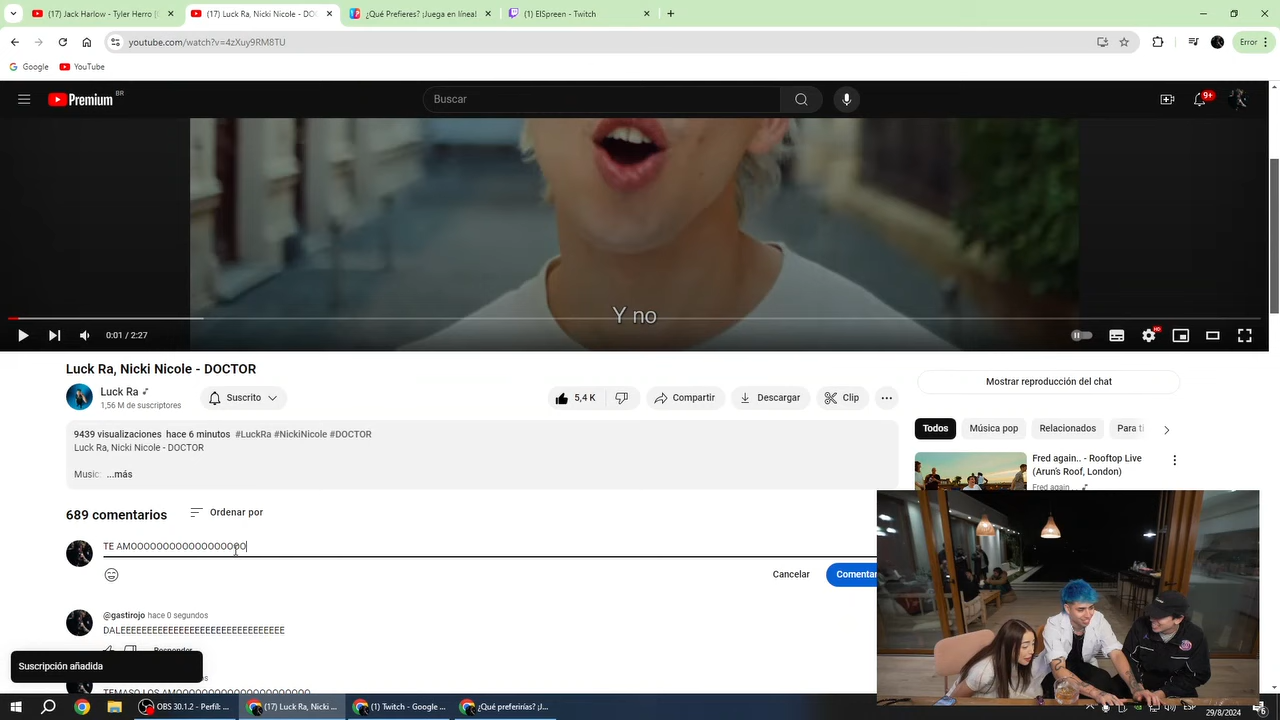 (17) Jack Harlow - Tyler Herro [
(17) Luck Ra, Nicki Nicole - DO
¿Qué Prefieres? ¡Juega en línea!
(1) ElSpreen - Twitch
youtube.com/watch?v=4zXuy9RM8TU
Error
Google
YouTube
Premium BR
Buscar
9+
Y no
0:01 / 2:27
HD
Luck Ra, Nicki Nicole - DOCTOR
Luck Ra
1,56 M de suscriptores
Suscrito
5,4 K
Compartir
Descargar
Clip
Mostrar reproducción del chat
9439 visualizaciones hace 6 minutos #LuckRa #NickiNicole #DOCTOR
Luck Ra, Nicki Nicole - DOCTOR
Music ...más
Todos
Música pop
Relacionados
Para ti
Fred again.. - Rooftop Live
(Arun's Roof, London)
Fred again
689 comentarios
Ordenar por
TE AMOOOOOOOOOOOOOOOOOO
Cancelar
Comentar
@gastirojo hace 0 segundos
DALEEEEEEEEEEEEEEEEEEEEEEEEEEEEEEE
Responder
Suscripción añadida
TEMASO LOS AMOOOOOOOOOOOOOOOOOOOOO
OBS 30.1.2 - Perfil:
(17) Luck Ra, Nicki ...
(1) Twitch - Google ...
¿Qué preferirías? ¡J...
29/8/2024